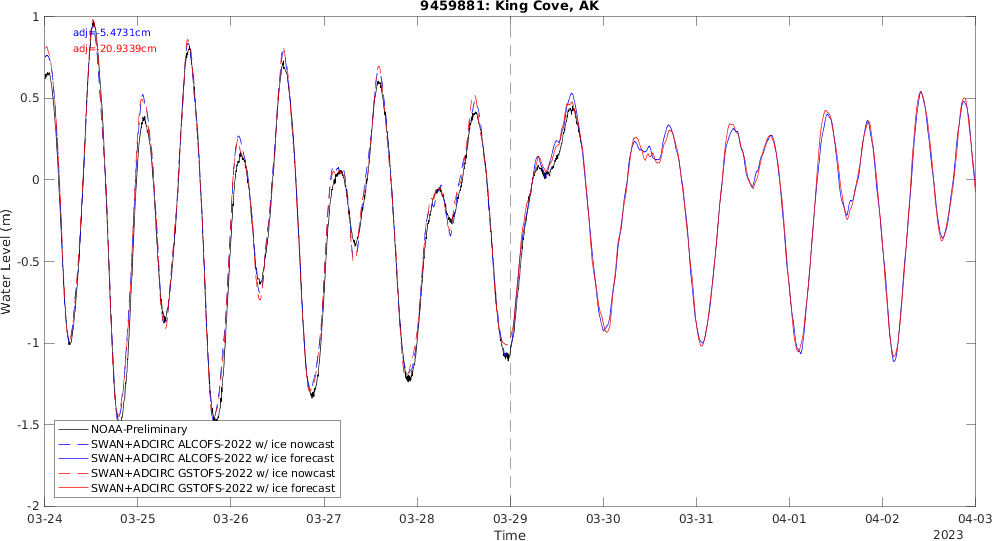 9459881: King Cove, AK
adj=-5.4731cm
adj=-20.9339cm
Water Level (m)
1
0.5
0
-0.5
-1
-1.5
-2
NOAA-Preliminary
SWAN+ADCIRC ALCOFS-2022 w/ ice nowcast
SWAN+ADCIRC ALCOFS-2022 w/ ice forecast
SWAN+ADCIRC GSTOFS-2022 w/ ice nowcast
SWAN+ADCIRC GSTOFS-2022 w/ ice forecast
03-24 03-25 03-26 03-27 03-28 03-29 03-30 03-31 04-01 04-02 04-03
Time
2023